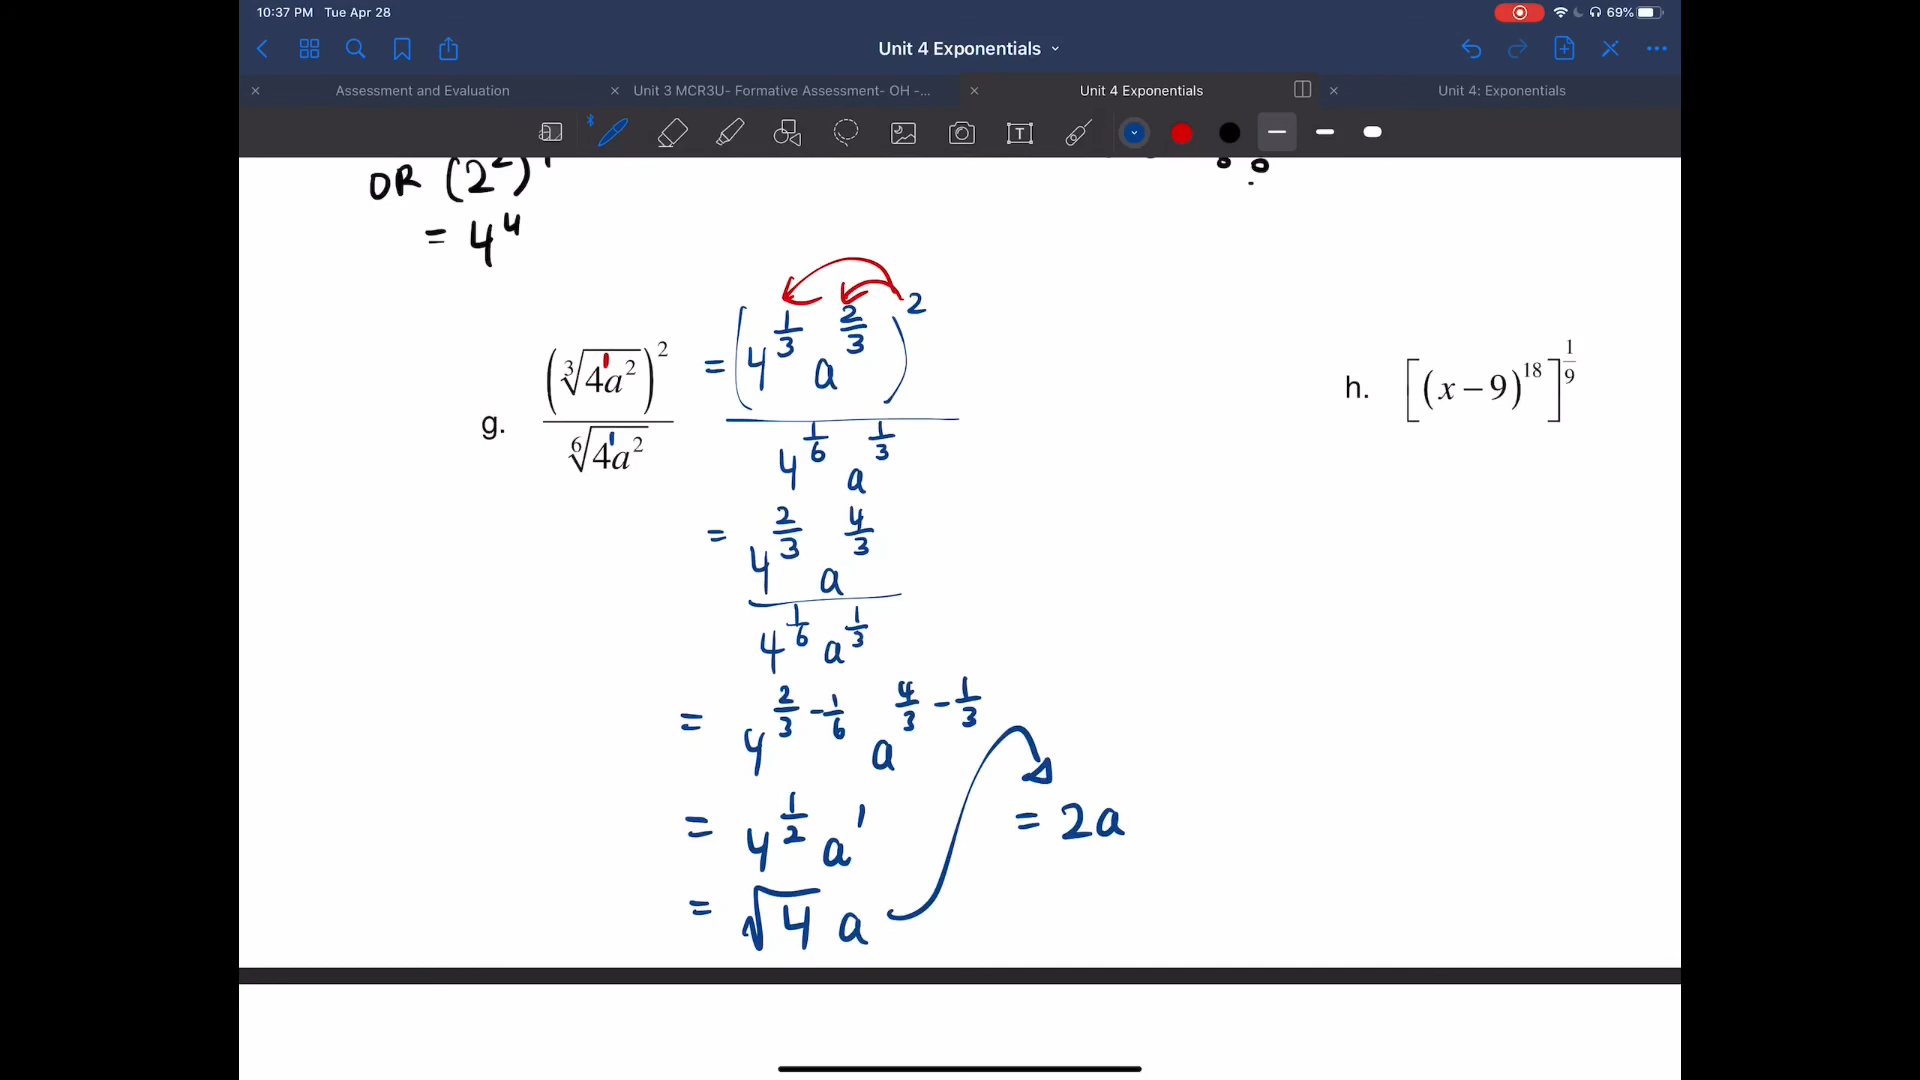 10:37 PM Tue Apr 28 69%
Unit 4 Exponentials
Assessment and Evaluation Unit 3 MCR3U- Formative Assessment- OH -... Unit 4 Exponentials Unit 4: Exponentials
OR (2²)
= 4⁴
g. (∛(4¹a²))² / ⁶√(4¹a²) = (4^(1/3) a^(2/3))² / (4^(1/6) a^(1/3))
h. [(x – 9)^18]^(1/9)
= (4^(2/3) a^(4/3)) / (4^(1/6) a^(1/3))
= 4^(2/3 – 1/6) a^(4/3 – 1/3)
= 4^(1/2) a¹
= √4 a
= 2a